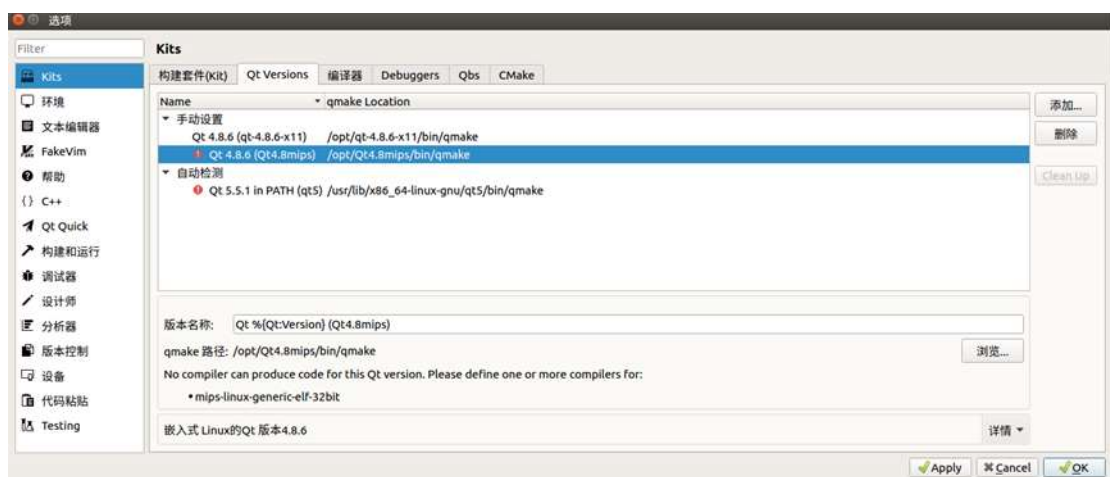 选项
Filter
Kits
Kits
构建套件(Kit) Qt Versions 编译器 Debuggers Qbs CMake
环境
文本编辑器
FakeVim
帮助
{} C++
Qt Quick
构建和运行
调试器
设计师
分析器
版本控制
设备
代码粘贴
Testing
Name qmake Location
手动设置
Qt 4.8.6 (qt-4.8.6-x11) /opt/qt-4.8.6-x11/bin/qmake
Qt 4.8.6 (Qt4.8mips) /opt/Qt4.8mips/bin/qmake
自动检测
Qt 5.5.1 in PATH (qt5) /usr/lib/x86_64-linux-gnu/qt5/bin/qmake
添加...
删除
Clean Up
版本名称: Qt %{Qt:Version} (Qt4.8mips)
qmake 路径: /opt/Qt4.8mips/bin/qmake 浏览...
No compiler can produce code for this Qt version. Please define one or more compilers for:
• mips-linux-generic-elf-32bit
嵌入式 Linux的Qt 版本4.8.6 详情
Apply Cancel OK